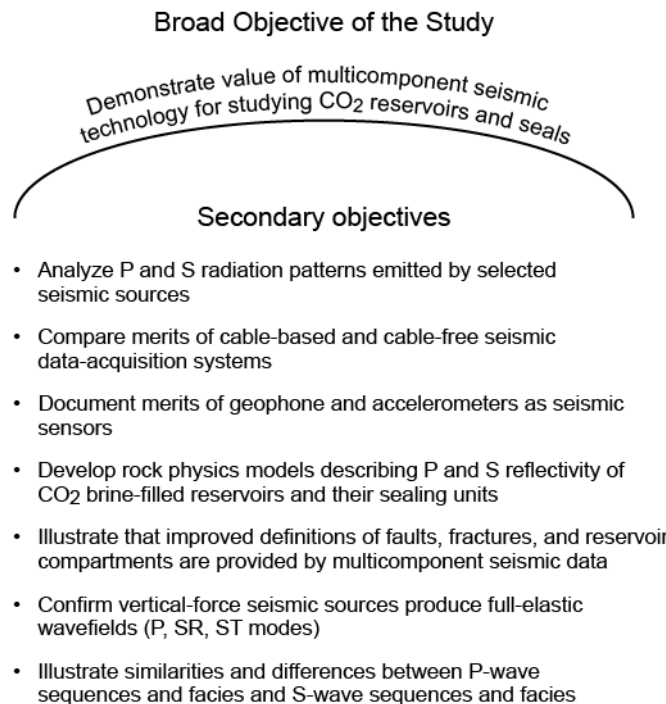 Broad Objective of the Study
Demonstrate value of multicomponent seismic
technology for studying CO2 reservoirs and seals
Secondary objectives
• Analyze P and S radiation patterns emitted by selected
seismic sources
• Compare merits of cable-based and cable-free seismic
data-acquisition systems
• Document merits of geophone and accelerometers as seismic
sensors
• Develop rock physics models describing P and S reflectivity of
CO2 brine-filled reservoirs and their sealing units
• Illustrate that improved definitions of faults, fractures, and reservoir
compartments are provided by multicomponent seismic data
• Confirm vertical-force seismic sources produce full-elastic
wavefields (P, SR, ST modes)
• Illustrate similarities and differences between P-wave
sequences and facies and S-wave sequences and facies